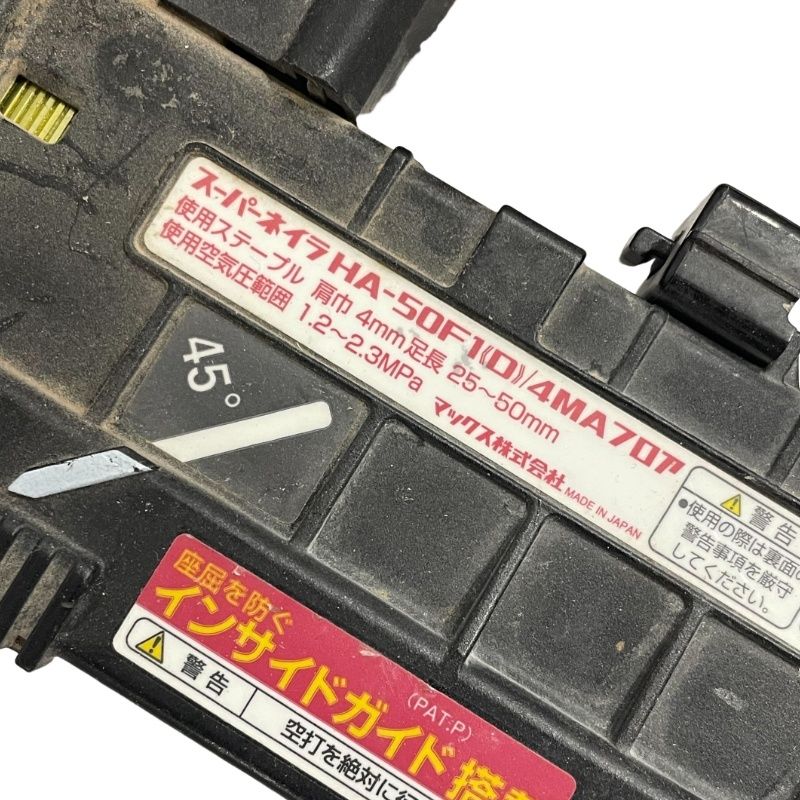 スーパーネイラ HA-50F1(D)/4MAフロア
使用ステープル 肩巾 4mm 足長 25～50mm
使用空気圧範囲 1.2～2.3MPa マックス株式会社 MADE IN JAPAN
45°
警告
●使用の際は裏面の
警告事項を厳守
してください。
座屈を防ぐ
インサイドガイド
(PAT.P)
警告
空打を絶対に行